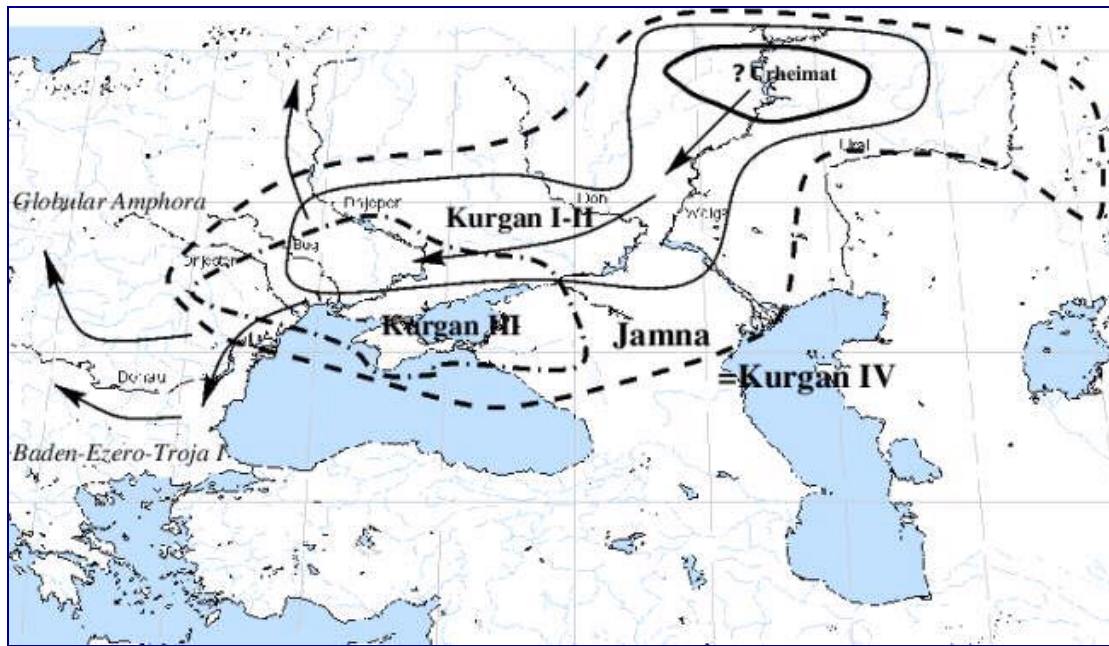 ? Urheimat
Ural
Globular Amphora
Dnjepor
Don
Kurgan I-II
Wolga
Bug
Dnjestr
Kurgan III
Jamna
Donau
=Kurgan IV
Baden-Ezero-Troja I